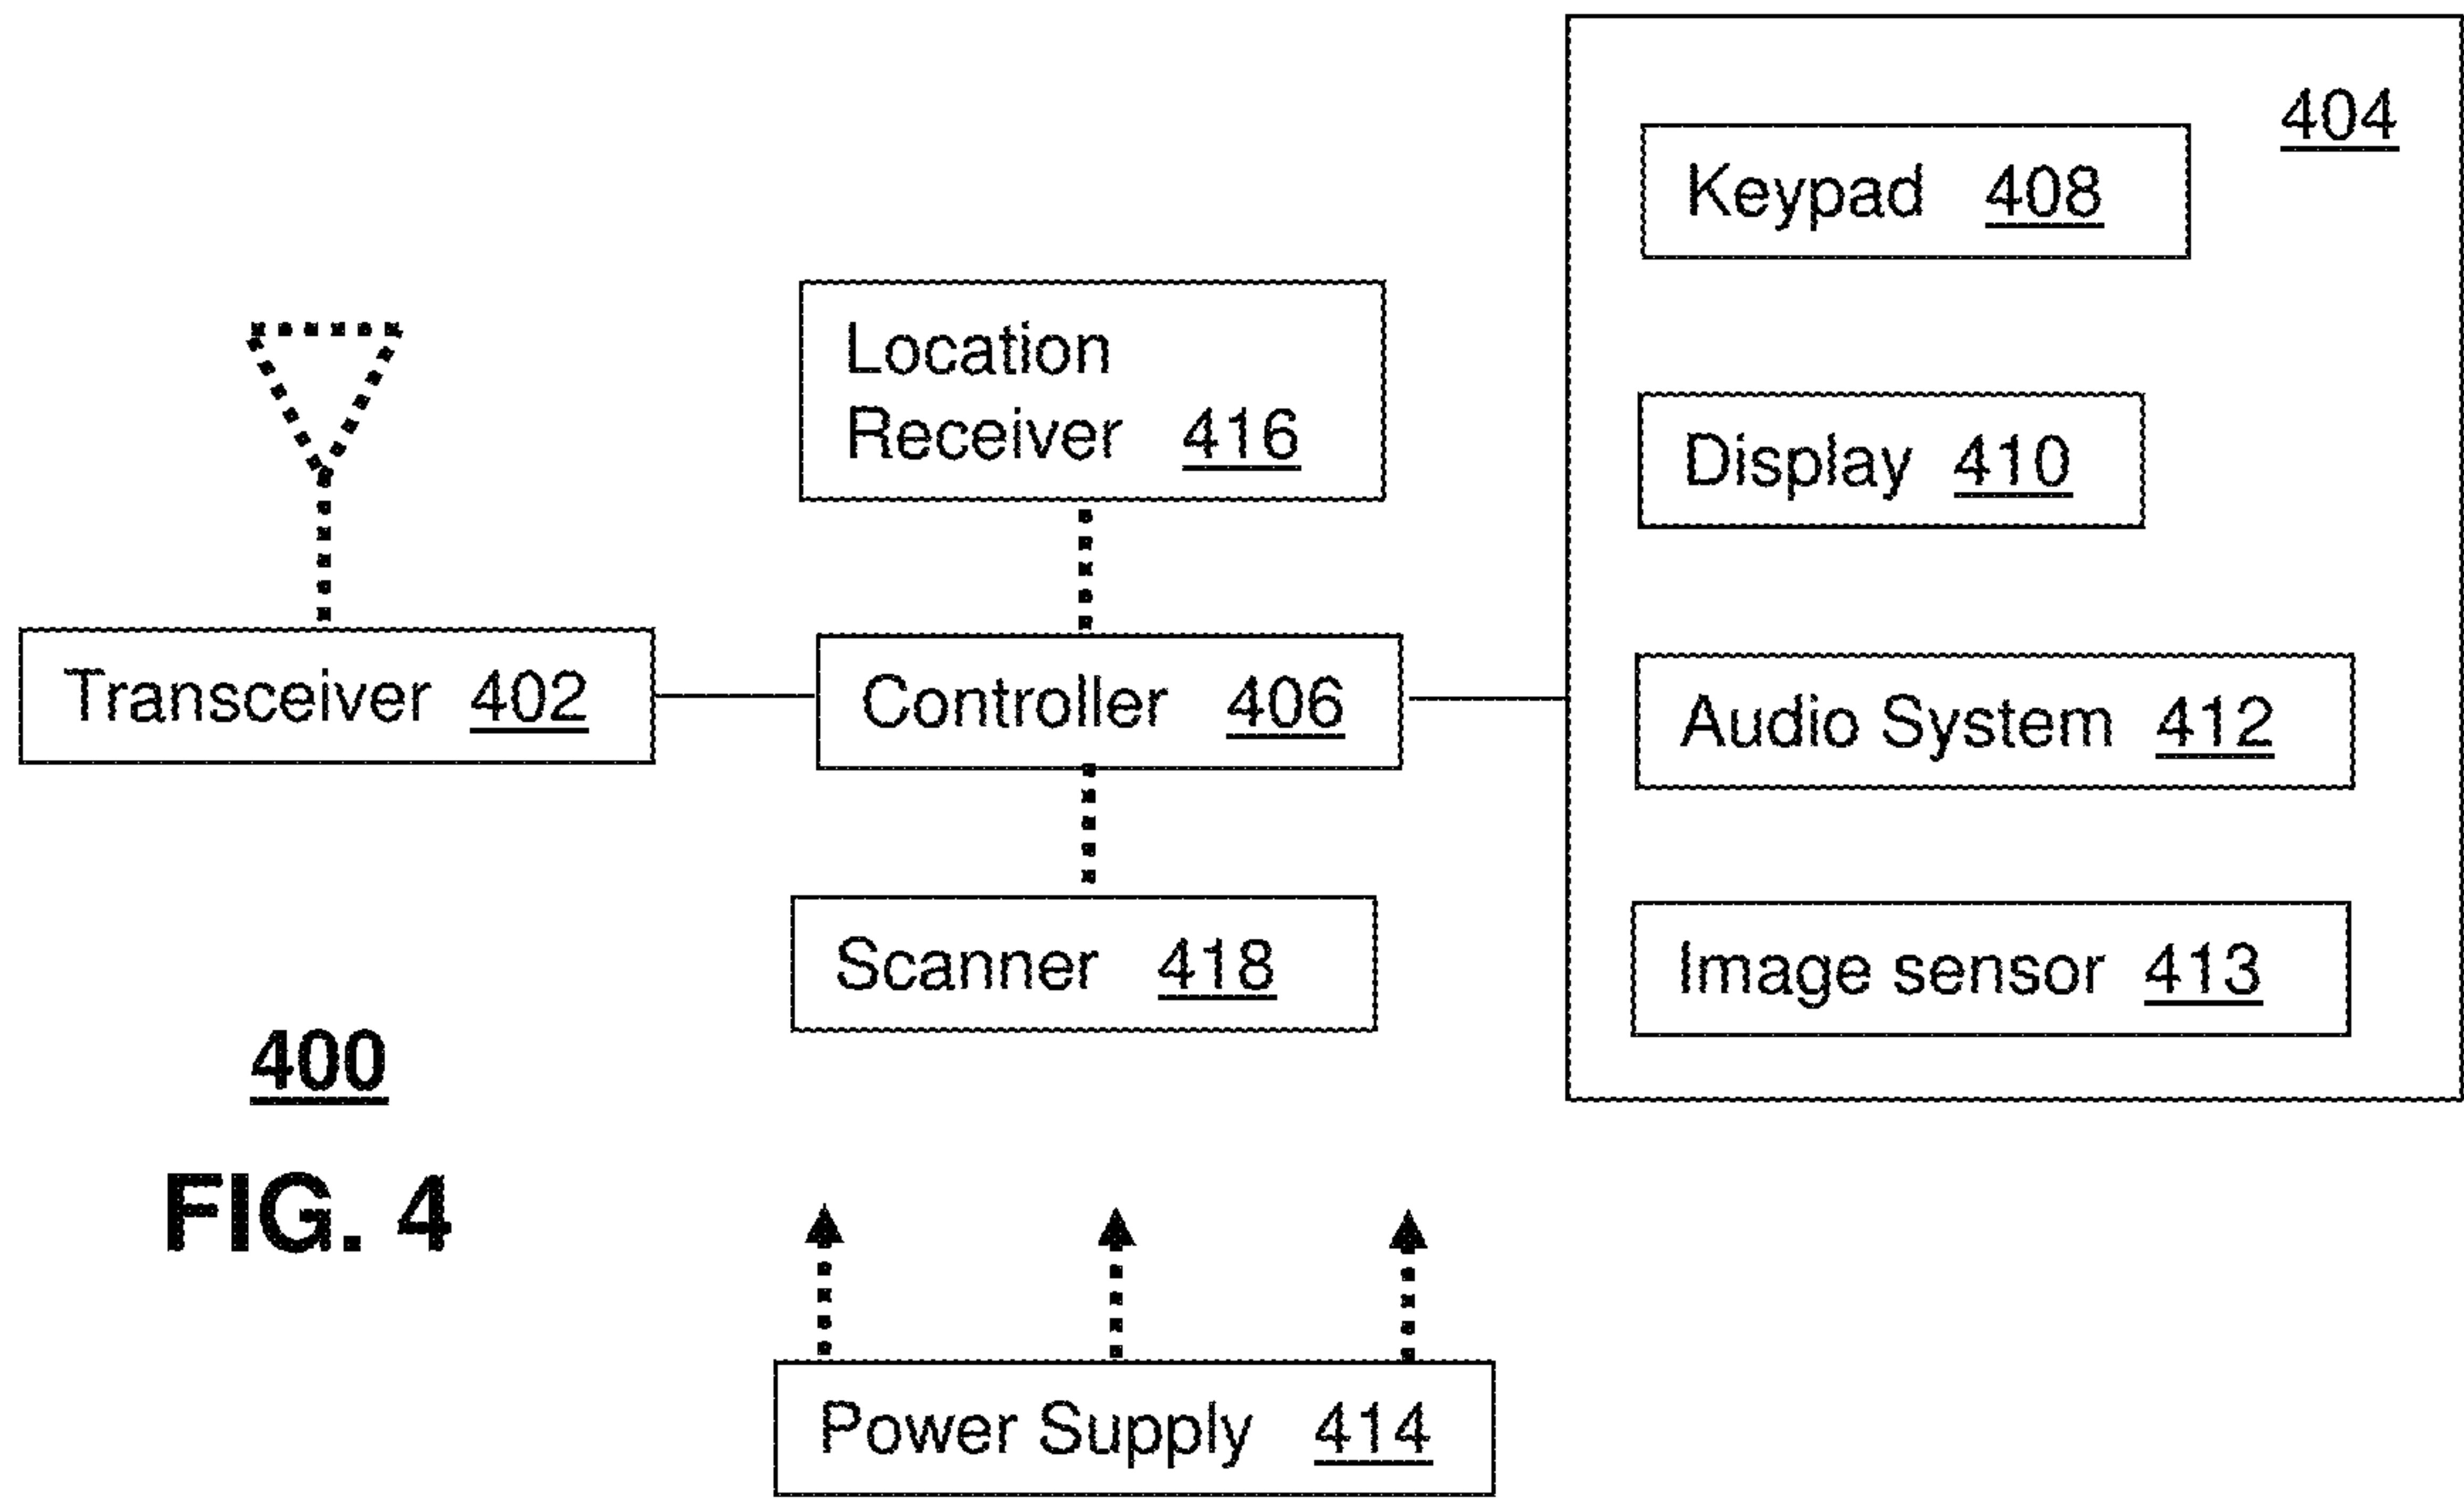 404
Keypad 408
Location
Receiver 416
Display 410
Transceiver 402
Controller 406
Audio System 412
Scanner 418
Image sensor 413
400
FIG. 4
Power Supply 414